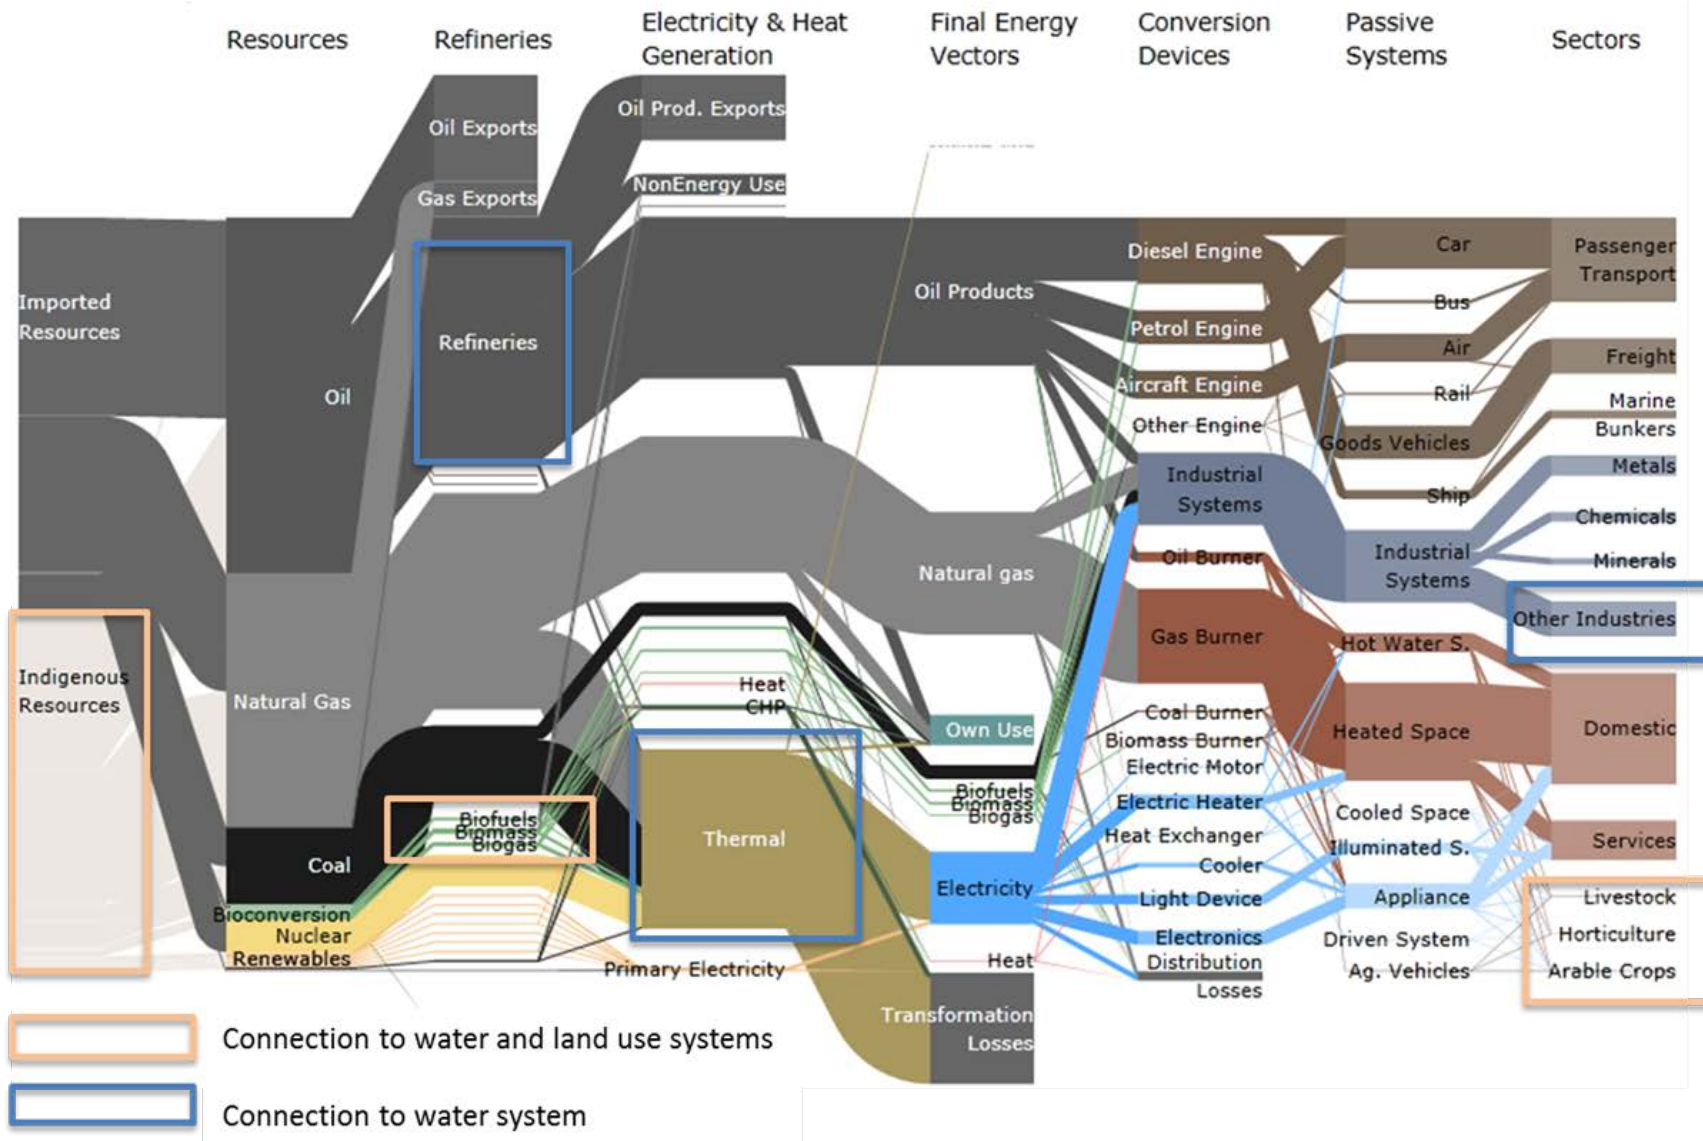 Resources
Refineries
Electricity & Heat
Generation
Final Energy
Vectors
Conversion
Devices
Passive
Systems
Sectors
Imported
Resources
Indigenous
Resources
Oil
Natural Gas
Coal
Bioconversion
Nuclear
Renewables
Oil Exports
Gas Exports
Refineries
Biofuels
Biomass
Biogas
Oil Prod. Exports
NonEnergy Use
Heat
CHP
Thermal
Primary Electricity
Oil Products
Natural gas
Own Use
Biofuels
Biomass
Biogas
Electricity
Heat
Transformation
Losses
Diesel Engine
Petrol Engine
Aircraft Engine
Other Engine
Industrial
Systems
Oil Burner
Gas Burner
Coal Burner
Biomass Burner
Electric Motor
Electric Heater
Heat Exchanger
Cooler
Light Device
Electronics
Distribution
Losses
Car
Bus
Air
Rail
Goods Vehicles
Ship
Industrial
Systems
Hot Water S.
Heated Space
Cooled Space
Illuminated S.
Appliance
Driven System
Ag. Vehicles
Passenger
Transport
Freight
Marine
Bunkers
Metals
Chemicals
Minerals
Other Industries
Domestic
Services
Livestock
Horticulture
Arable Crops
Connection to water and land use systems
Connection to water system